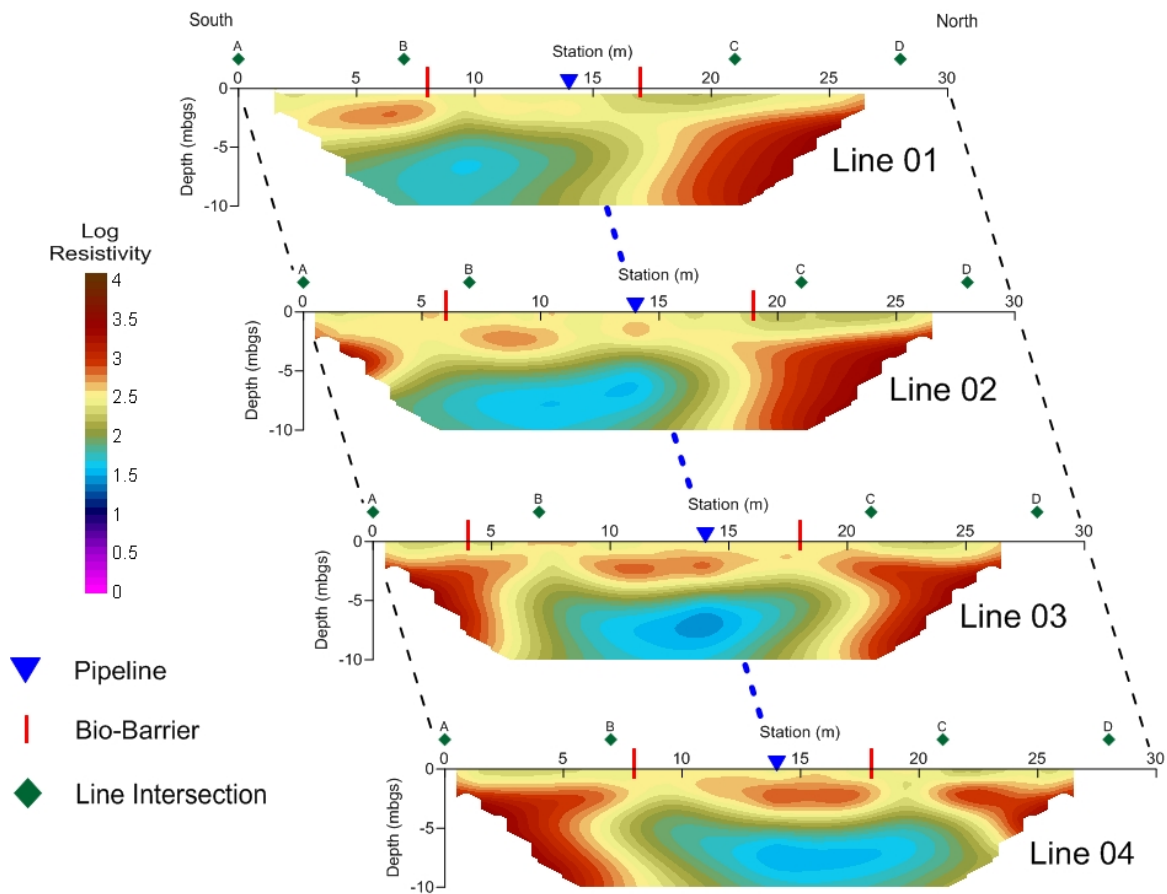 South North
A B Station (m) C D
0 5 10 15 20 25 30
0
-5
-10
Depth (mbgs)
Line 01
Log
Resistivity
4
3.5
3
2.5
2
1.5
1
0.5
0
A B Station (m) C D
0 5 10 15 20 25 30
0
-5
-10
Depth (mbgs)
Line 02
A B Station (m) C D
0 5 10 15 20 25 30
0
-5
-10
Depth (mbgs)
Line 03
Pipeline
Bio-Barrier
Line Intersection
A B Station (m) C D
0 5 10 15 20 25 30
0
-5
-10
Depth (mbgs)
Line 04